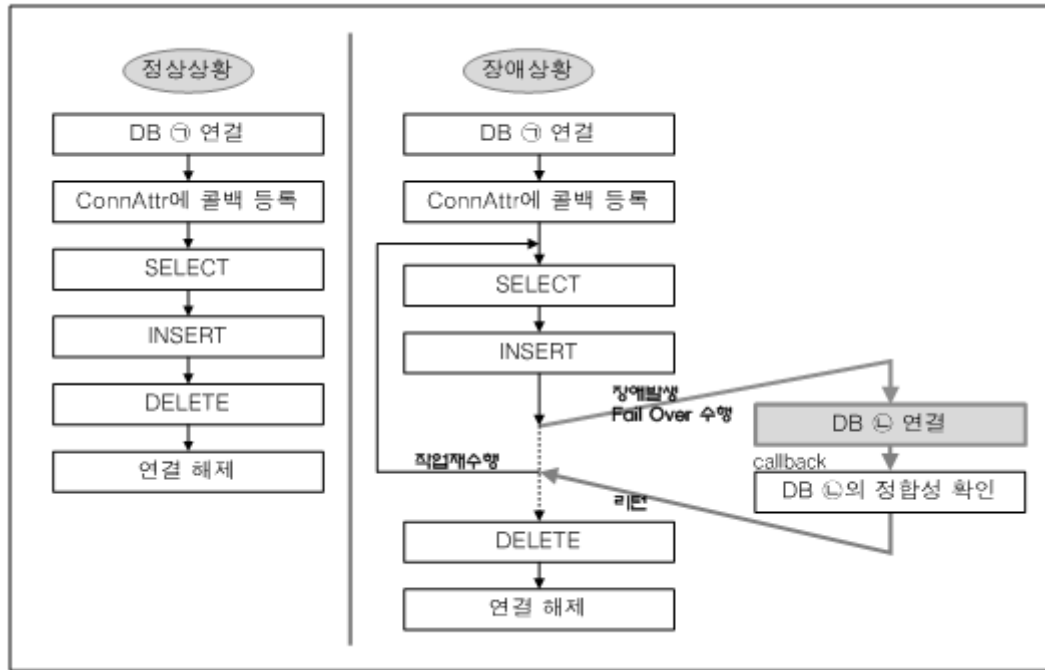 정상상황
DB ㉠ 연결
ConnAttr에 콜백 등록
SELECT
INSERT
DELETE
연결 해제
장애상황
DB ㉠ 연결
ConnAttr에 콜백 등록
SELECT
INSERT
장애발생
Fail Over 수행
DB ㉡ 연결
callback
DB ㉡의 정합성 확인
리턴
작업재수행
DELETE
연결 해제